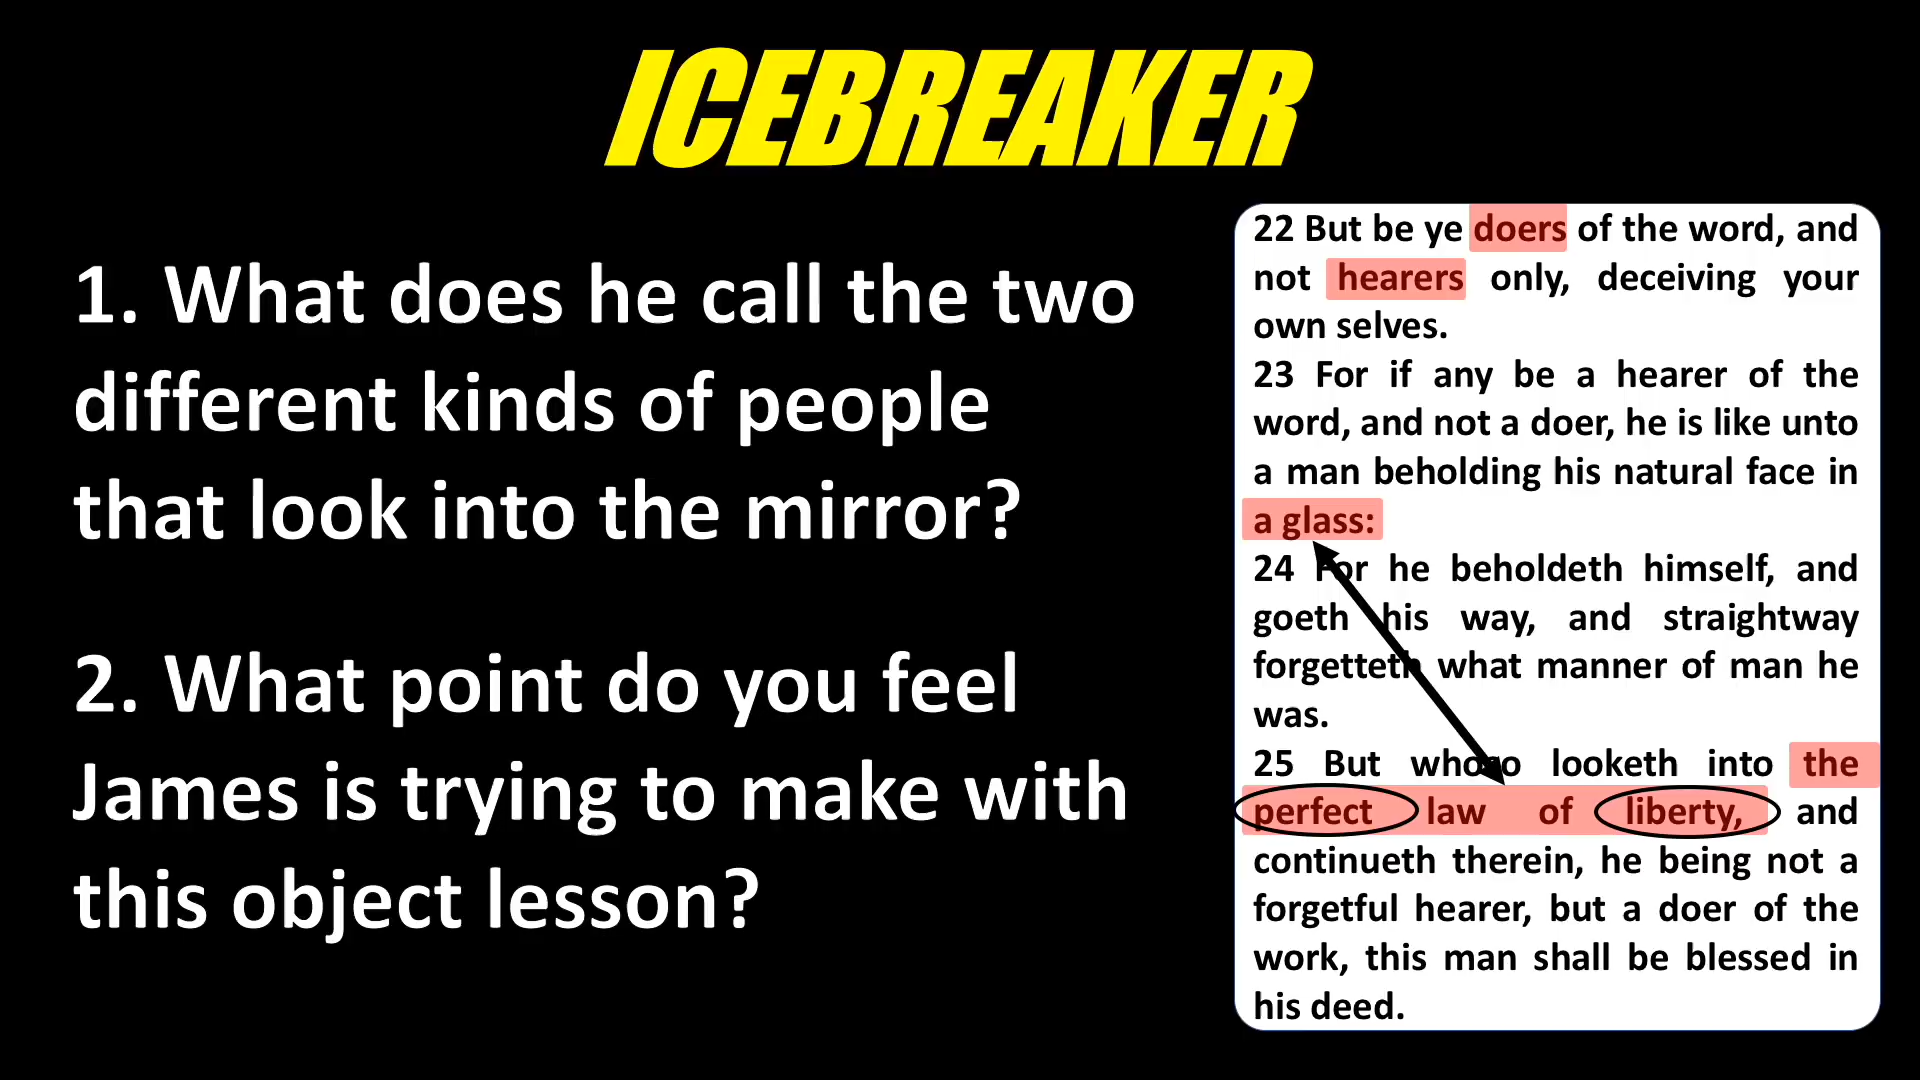 ICEBREAKER
1. What does he call the two
different kinds of people
that look into the mirror?
2. What point do you feel
James is trying to make with
this object lesson?
22 But be ye doers of the word, and
not hearers only, deceiving your
own selves.
23 For if any be a hearer of the
word, and not a doer, he is like unto
a man beholding his natural face in
a glass:
24 For he beholdeth himself, and
goeth his way, and straightway
forgetteth what manner of man he
was.
25 But whoso looketh into the
perfect law of liberty, and
continueth therein, he being not a
forgetful hearer, but a doer of the
work, this man shall be blessed in
his deed.